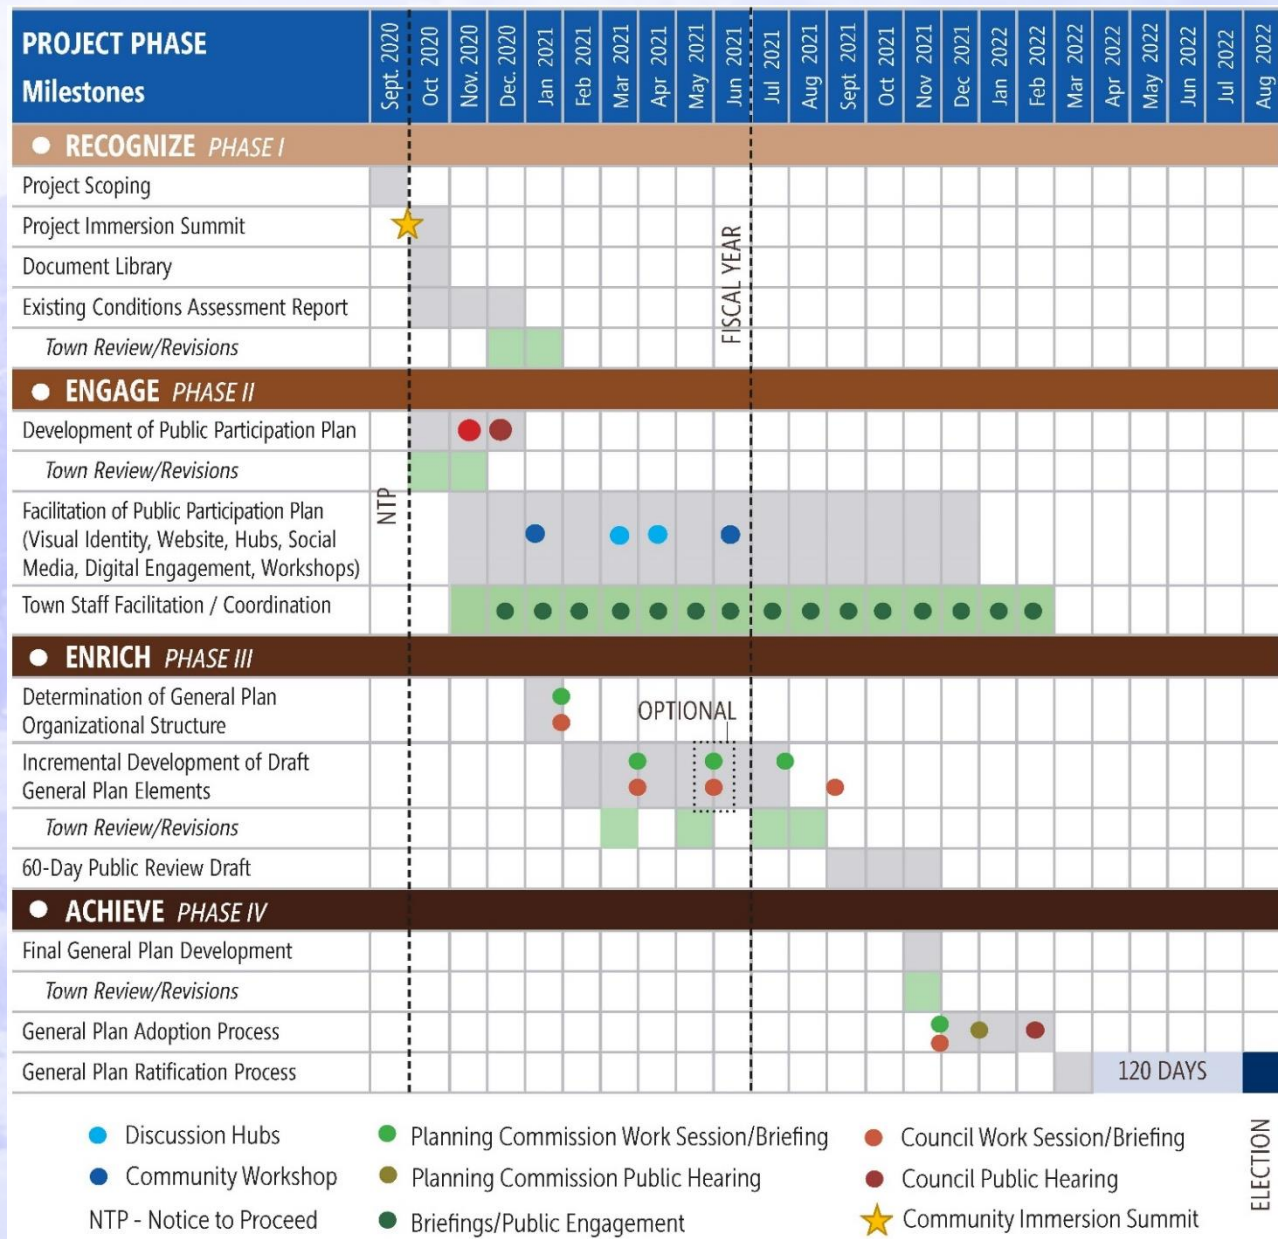 PROJECT PHASE
Milestones
Sept. 2020
Oct 2020
Nov. 2020
Dec. 2020
Jan 2021
Feb 2021
Mar 2021
Apr 2021
May 2021
Jun 2021
Jul 2021
Aug 2021
Sept 2021
Oct 2021
Nov 2021
Dec 2021
Jan 2022
Feb 2022
Mar 2022
Apr 2022
May 2022
Jun 2022
Jul 2022
Aug 2022
RECOGNIZE PHASE I
Project Scoping
Project Immersion Summit
Document Library
Existing Conditions Assessment Report
Town Review/Revisions
FISCAL YEAR
ENGAGE PHASE II
Development of Public Participation Plan
Town Review/Revisions
NTP
Facilitation of Public Participation Plan
(Visual Identity, Website, Hubs, Social
Media, Digital Engagement, Workshops)
Town Staff Facilitation / Coordination
ENRICH PHASE III
Determination of General Plan
Organizational Structure
OPTIONAL
Incremental Development of Draft
General Plan Elements
Town Review/Revisions
60-Day Public Review Draft
ACHIEVE PHASE IV
Final General Plan Development
Town Review/Revisions
General Plan Adoption Process
General Plan Ratification Process
120 DAYS
ELECTION
Discussion Hubs
Planning Commission Work Session/Briefing
Council Work Session/Briefing
Community Workshop
Planning Commission Public Hearing
Council Public Hearing
NTP - Notice to Proceed
Briefings/Public Engagement
Community Immersion Summit